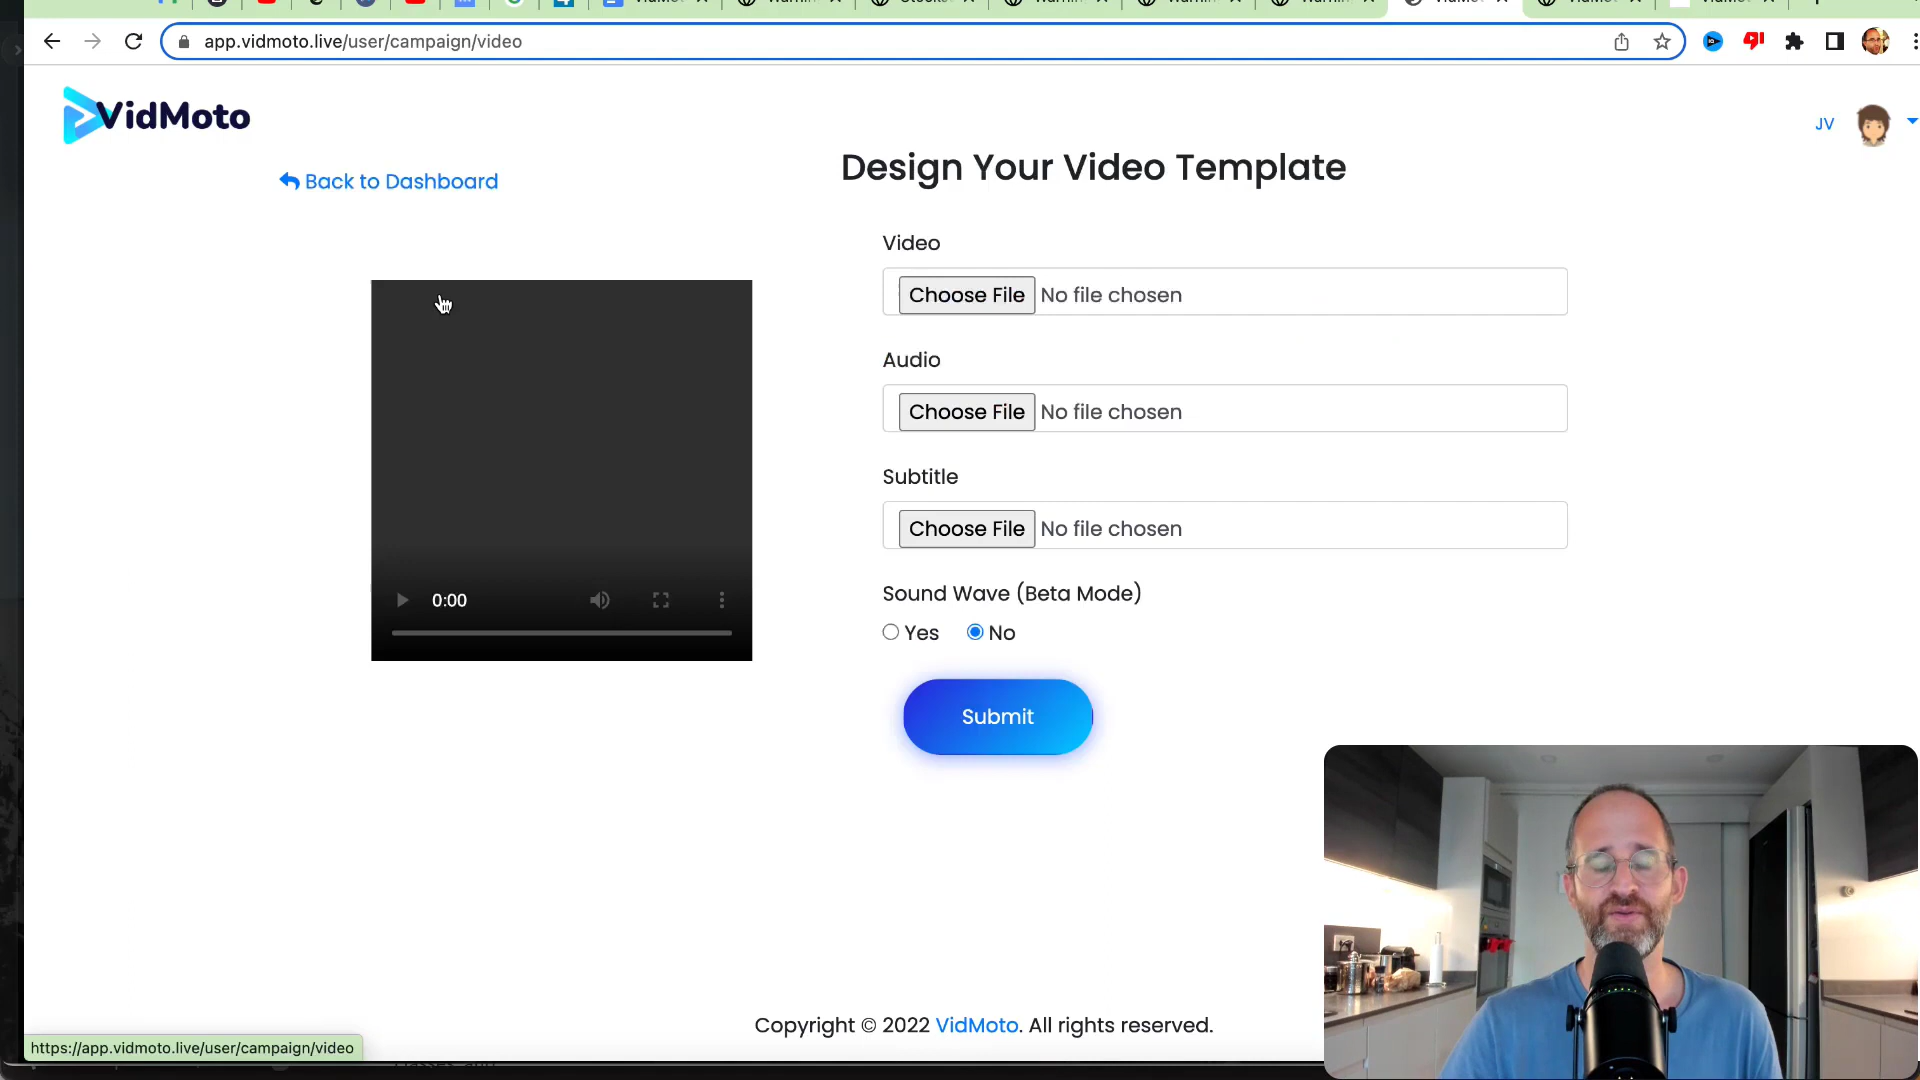 app.vidmoto.live/user/campaign/video
VidMoto
JV
Back to Dashboard
Design Your Video Template
Video
Choose File No file chosen
Audio
Choose File No file chosen
Subtitle
Choose File No file chosen
Sound Wave (Beta Mode)
Yes No
0:00
Submit
Copyright © 2022 VidMoto. All rights reserved.
https://app.vidmoto.live/user/campaign/video